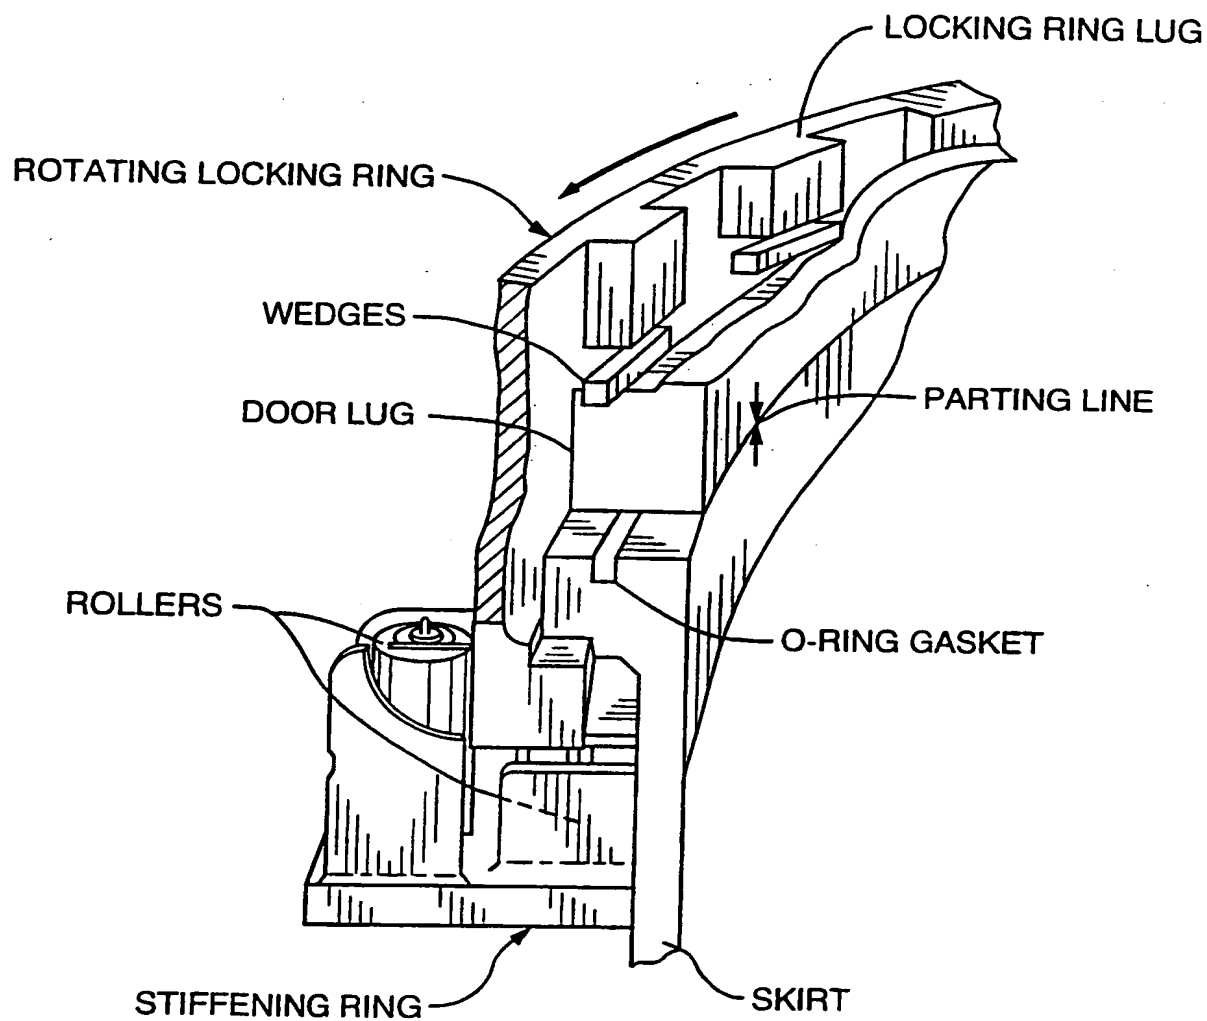 LOCKING RING LUG
ROTATING LOCKING RING
WEDGES
DOOR LUG
PARTING LINE
ROLLERS
O-RING GASKET
STIFFENING RING
SKIRT